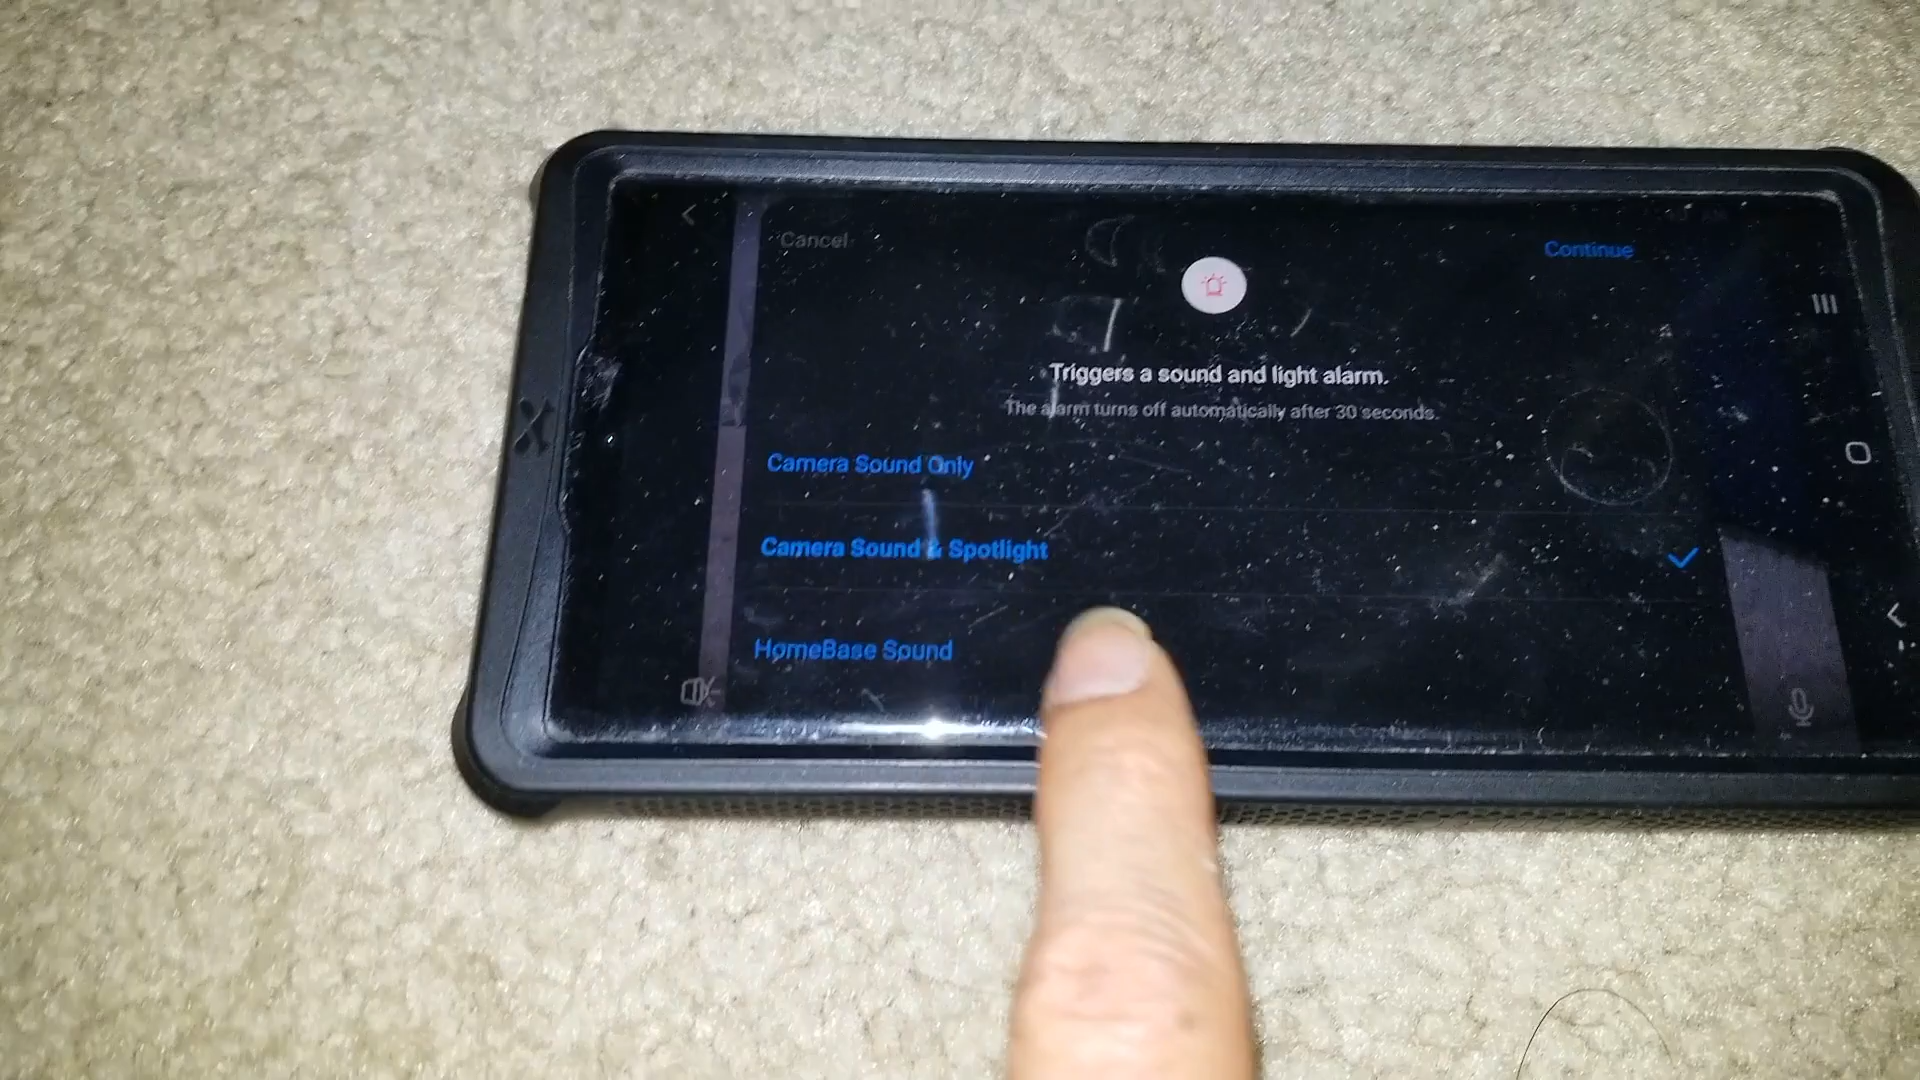 Cancel
Continue
Triggers a sound and light alarm.
The alarm turns off automatically after 30 seconds.
Camera Sound Only
Camera Sound & Spotlight
HomeBase Sound